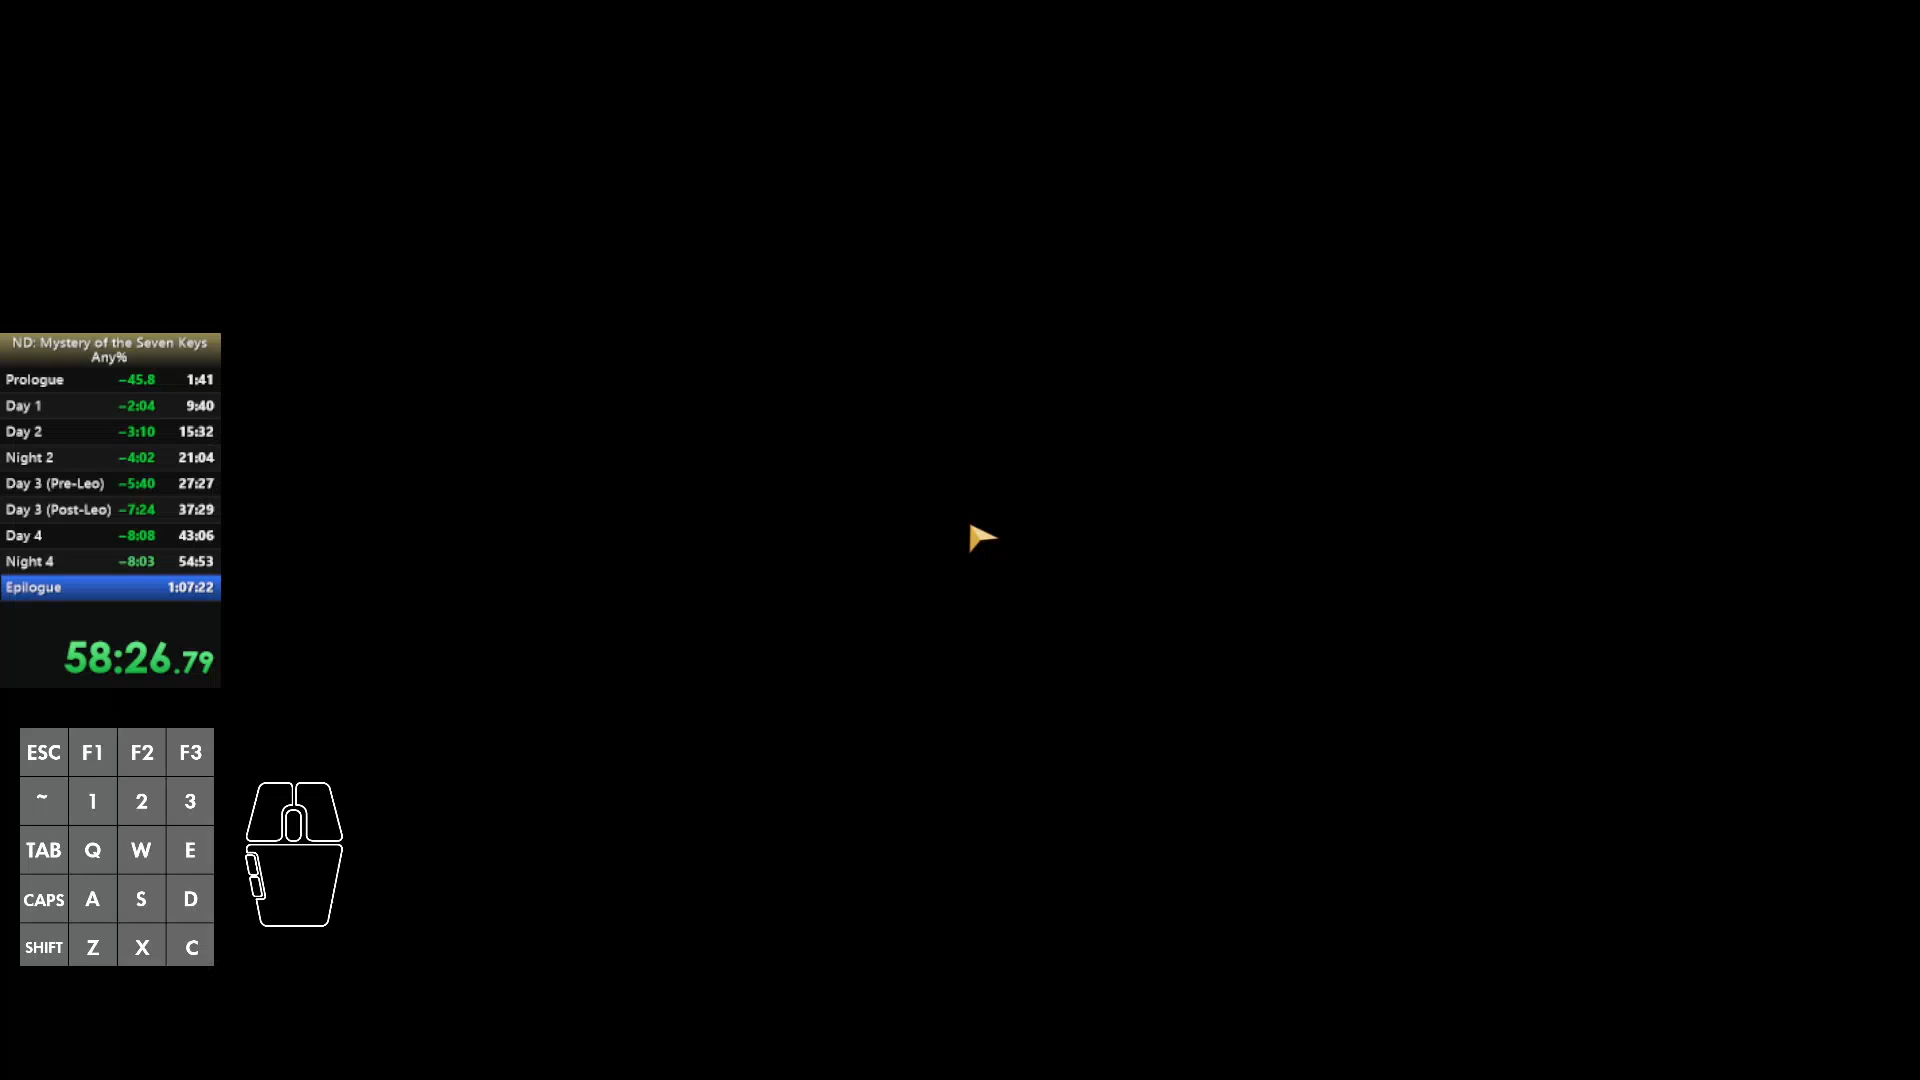 ND: Mystery of the Seven Keys
Any%
Prologue −45.8 1:41
Day 1 −2:04 9:40
Day 2 −3:10 15:32
Night 2 −4:02 21:04
Day 3 (Pre-Leo) −5:40 27:27
Day 3 (Post-Leo) −7:24 37:29
Day 4 −8:08 43:06
Night 4 −8:03 54:53
Epilogue 1:07:22
58:26.79
ESC F1 F2 F3
~ 1 2 3
TAB Q W E
CAPS A S D
SHIFT Z X C